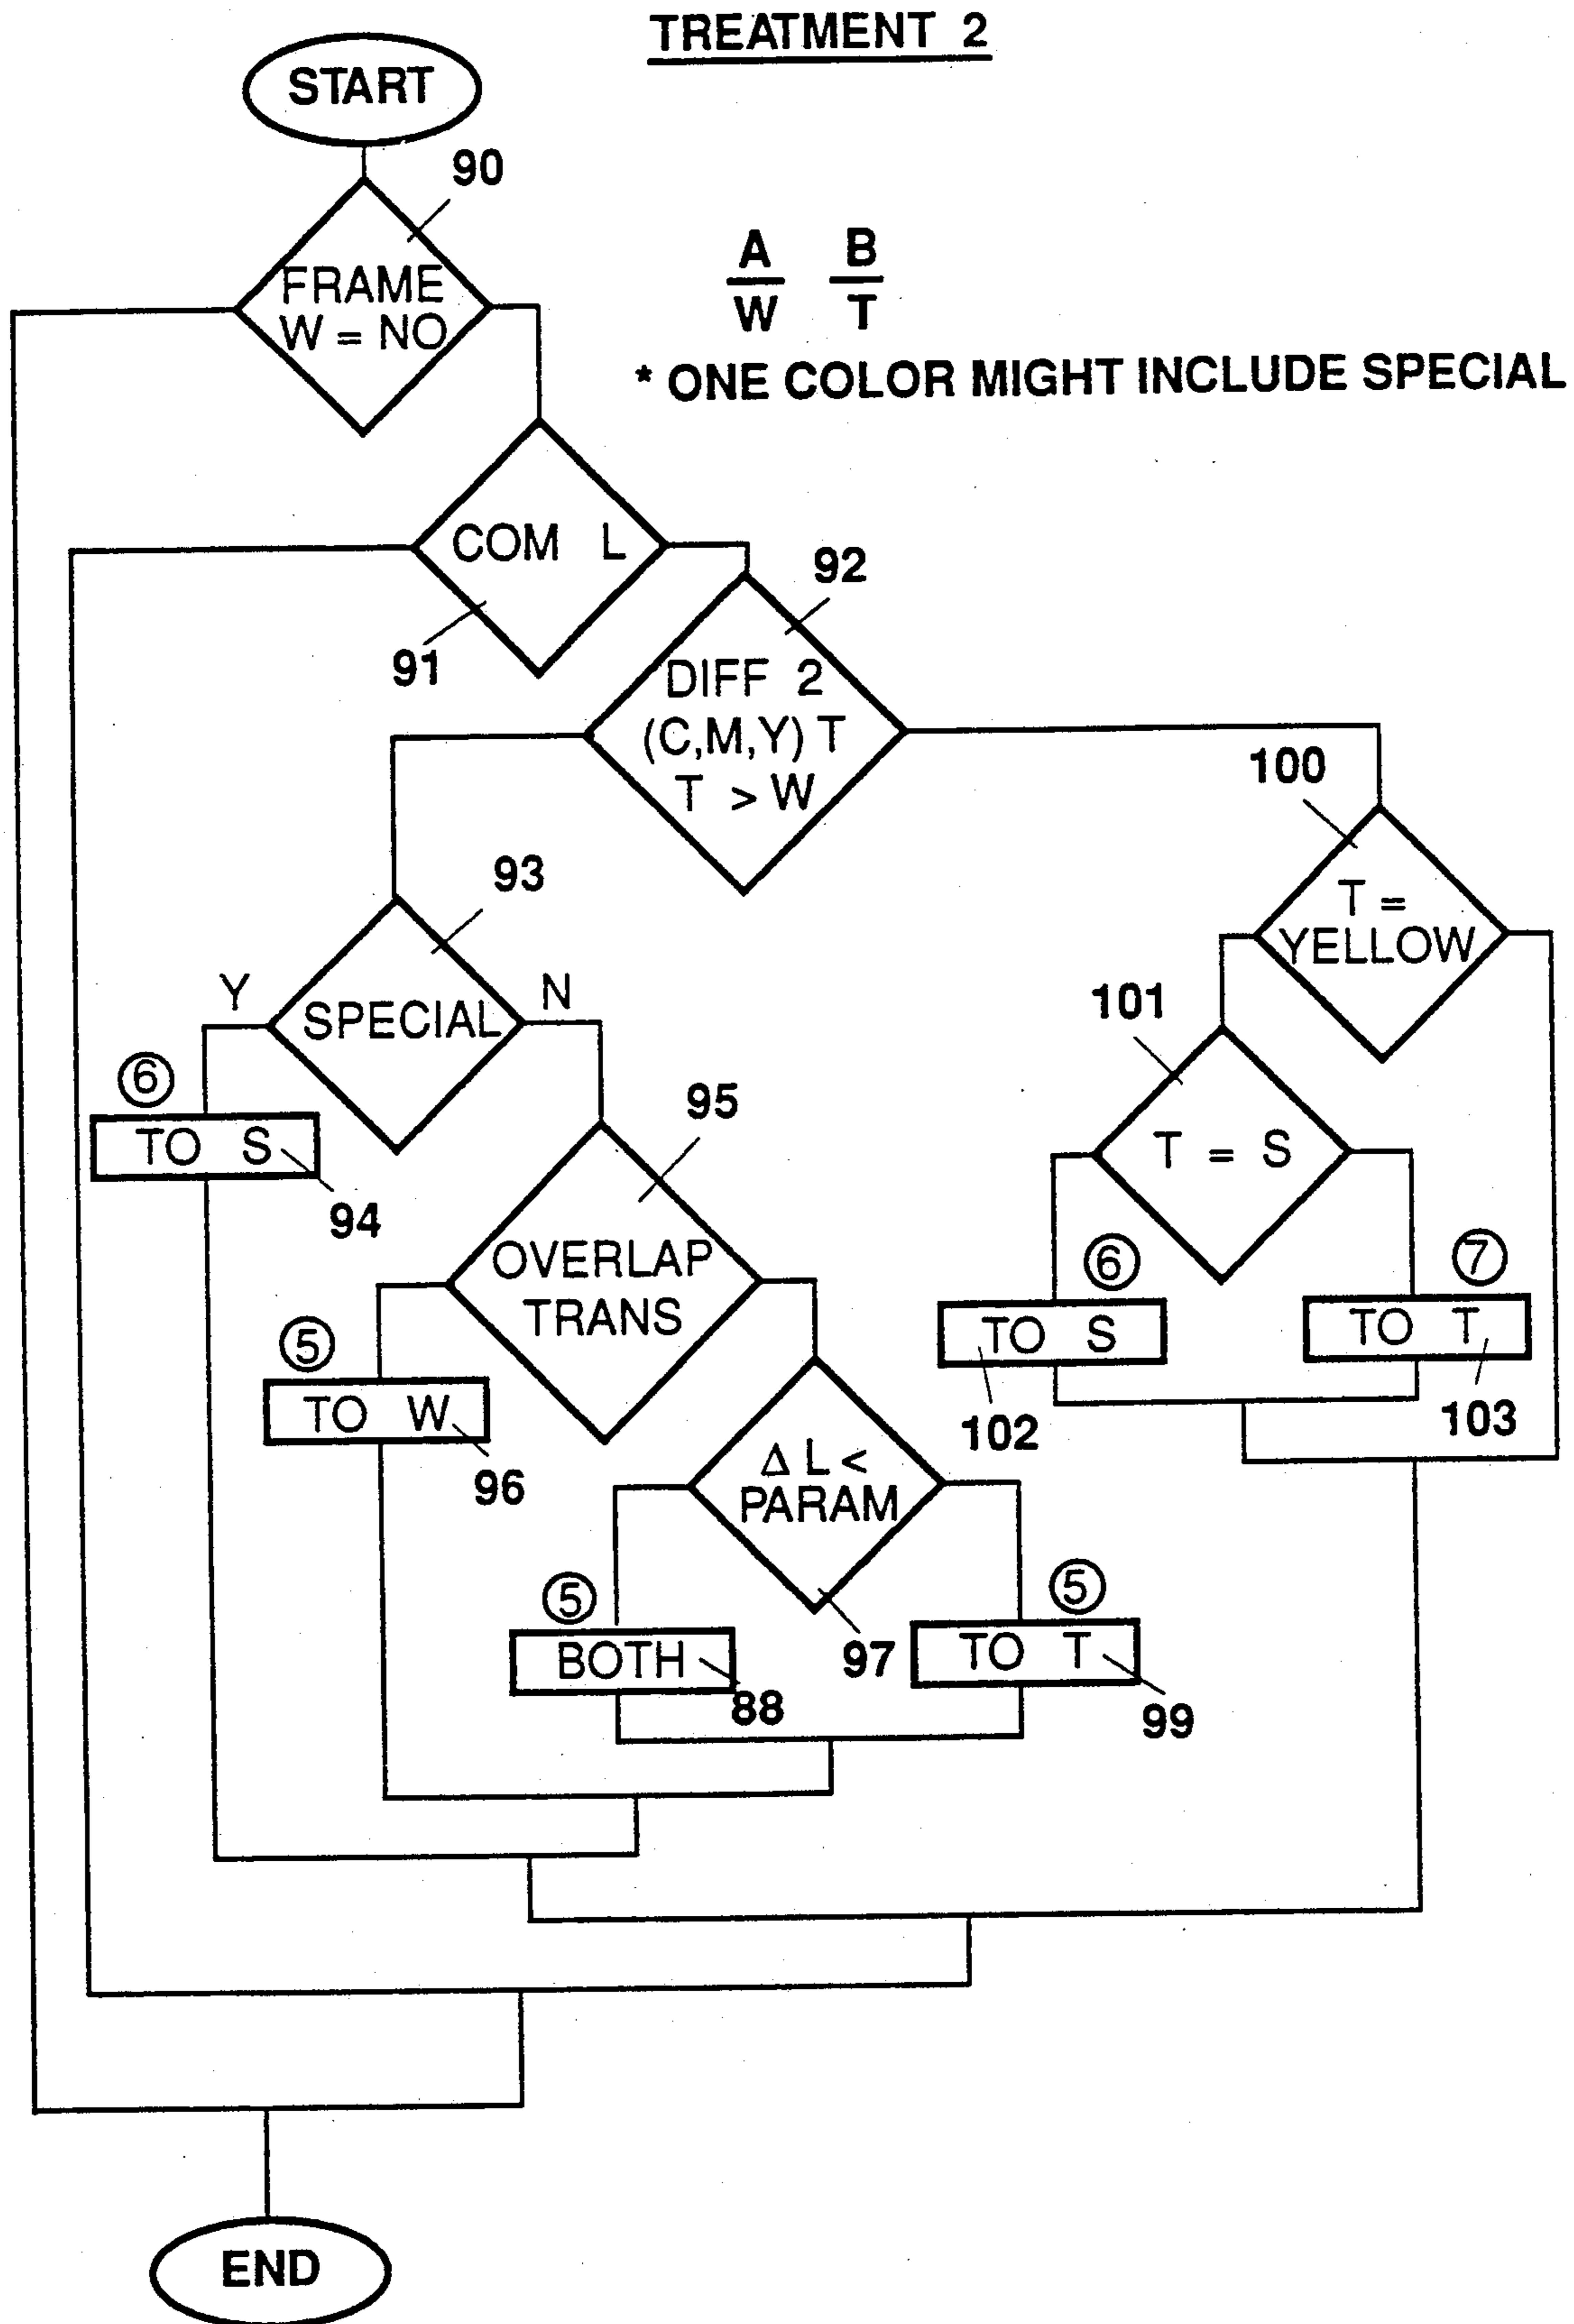 TREATMENT 2
START
90
FRAME
W = NO
A B
W T
* ONE COLOR MIGHT INCLUDE SPECIAL
COM L
91
92
DIFF 2
(C,M,Y) T
T > W
100
T =
YELLOW
93
Y
N
SPECIAL
101
T = S
6
TO S
94
95
OVERLAP
TRANS
6
TO S
102
7
TO T
103
5
TO W
96
Δ L <
PARAM
97
5
BOTH
88
5
TO T
99
END